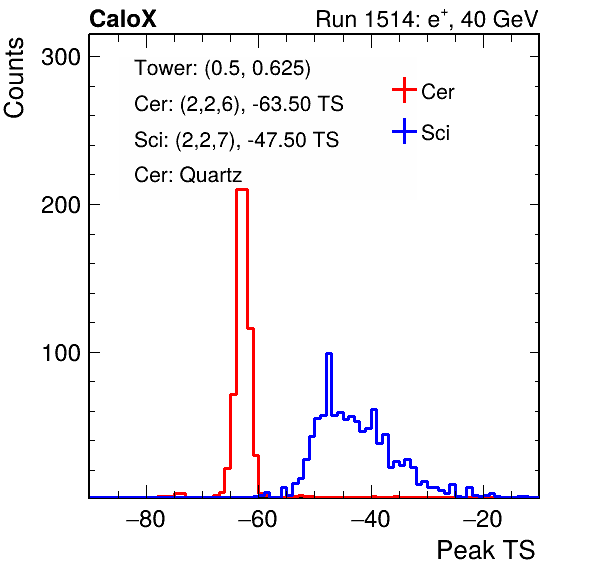 CaloX Run 1514: e⁺, 40 GeV
Counts
300
Tower: (0.5, 0.625)
Cer: (2,2,6), -63.50 TS
Sci: (2,2,7), -47.50 TS
Cer: Quartz
Cer
Sci
200
100
−80 −60 −40 −20
Peak TS